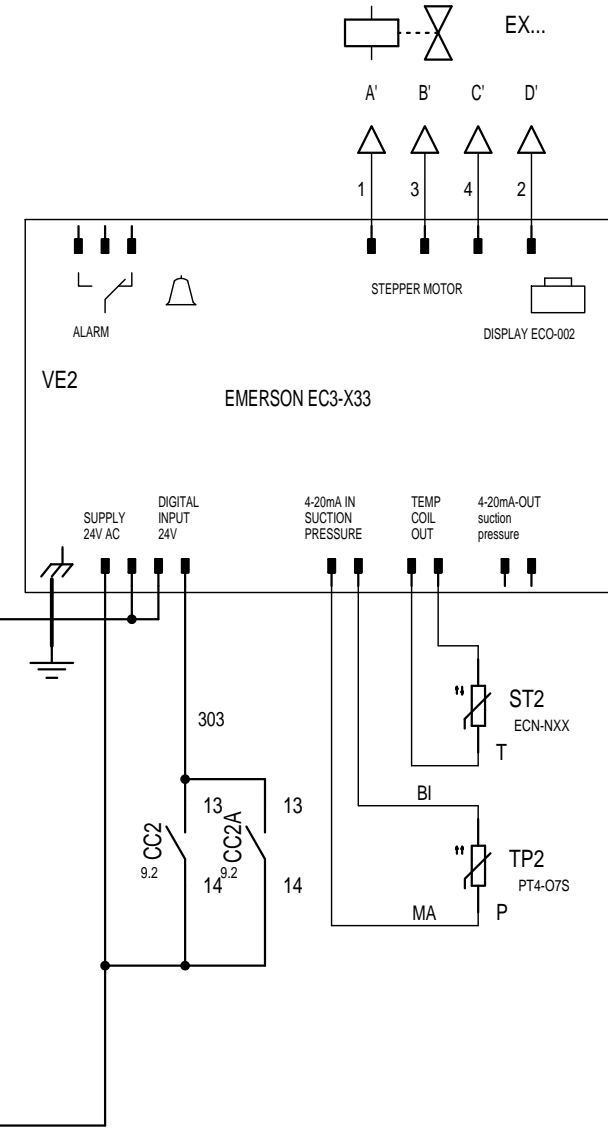 EX...
A' B' C' D'
1 3 4 2
STEPPER MOTOR
ALARM
DISPLAY ECO-002
VE2
EMERSON EC3-X33
SUPPLY
24V AC
DIGITAL
INPUT
24V
4-20mA IN
SUCTION
PRESSURE
TEMP
COIL
OUT
4-20mA-OUT
suction
pressure
ST2
ECN-NXX
T
303
BI
13 13
CC2
9.2
CC2A
9.2
14 14
TP2
PT4-O7S
MA
P